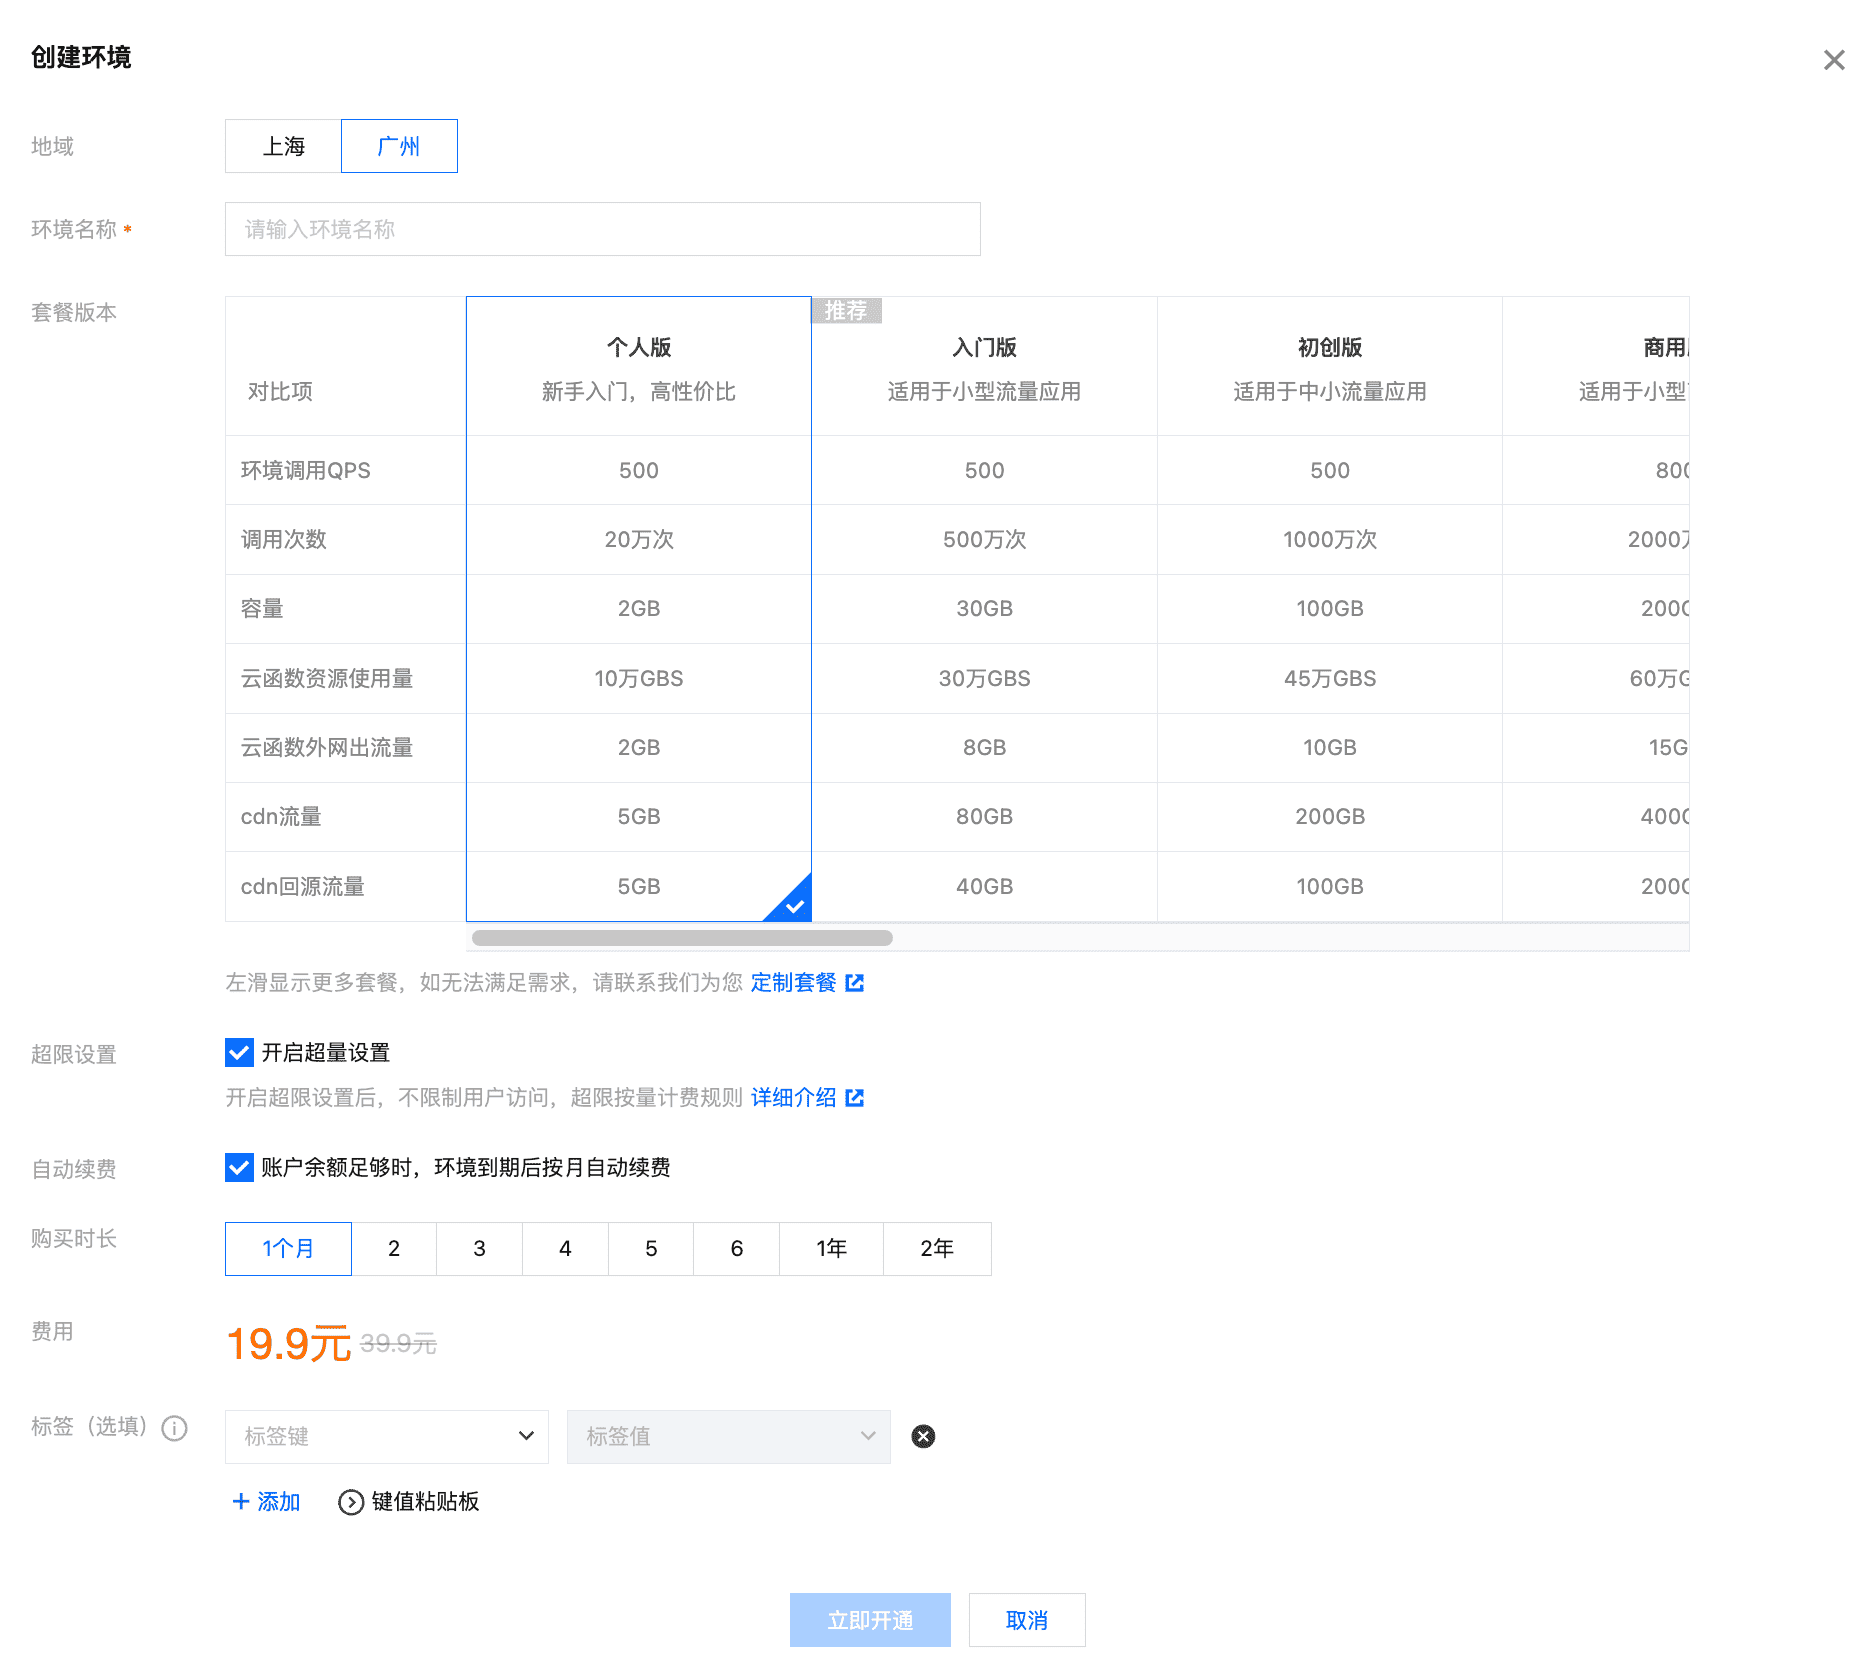 创建环境
地域
上海
广州
环境名称 *
请输入环境名称
套餐版本
推荐
对比项
个人版
新手入门，高性价比
入门版
适用于小型流量应用
初创版
适用于中小流量应用
商用
适用于小型
环境调用QPS 500 500 500 800
调用次数 20万次 500万次 1000万次 2000万
容量 2GB 30GB 100GB 200G
云函数资源使用量 10万GBS 30万GBS 45万GBS 60万G
云函数外网出流量 2GB 8GB 10GB 15G
cdn流量 5GB 80GB 200GB 400G
cdn回源流量 5GB 40GB 100GB 200G
左滑显示更多套餐，如无法满足需求，请联系我们为您 定制套餐
超限设置
开启超量设置
开启超限设置后，不限制用户访问，超限按量计费规则 详细介绍
自动续费
账户余额足够时，环境到期后按月自动续费
购买时长
1个月 2 3 4 5 6 1年 2年
费用
19.9元 39.9元
标签（选填）
标签键
标签值
添加
键值粘贴板
立即开通
取消